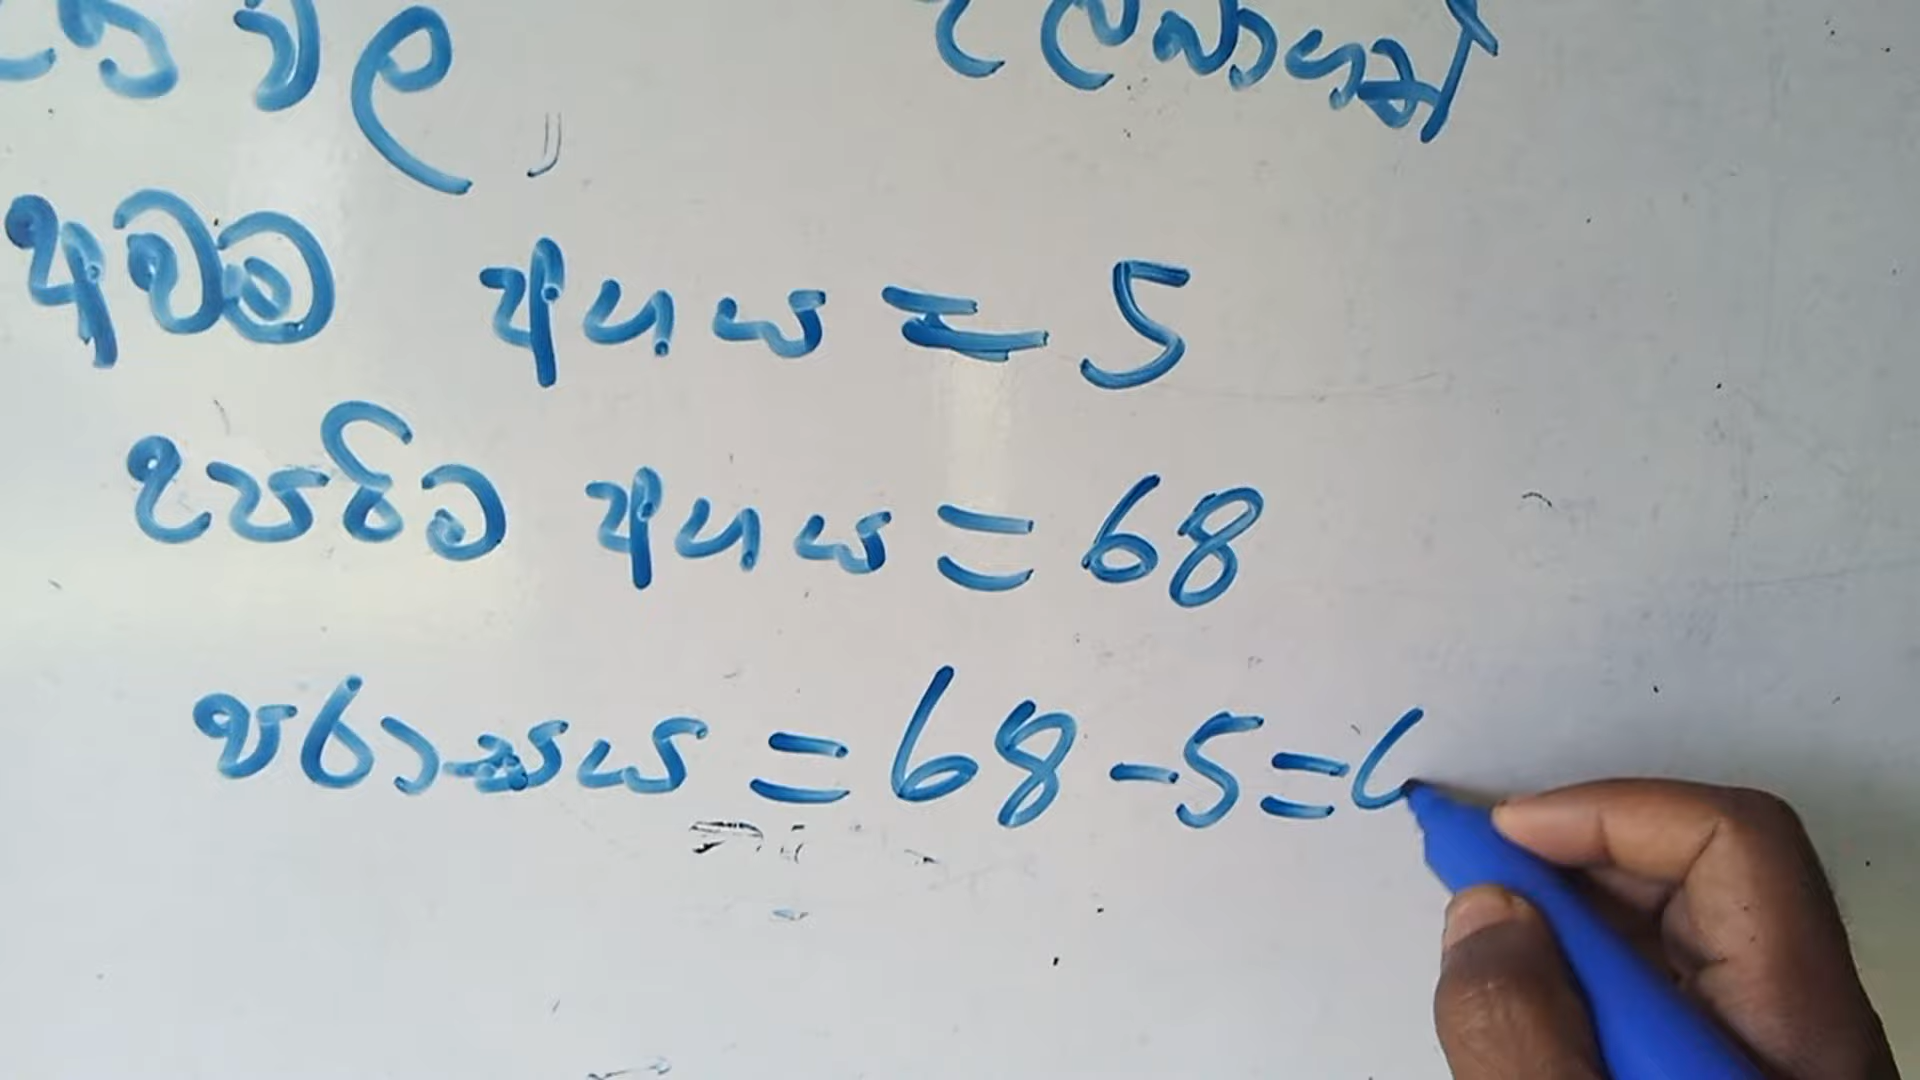 අවම අගය = 5
උපරිම අගය = 68
පරාසය = 68 - 5 = 6